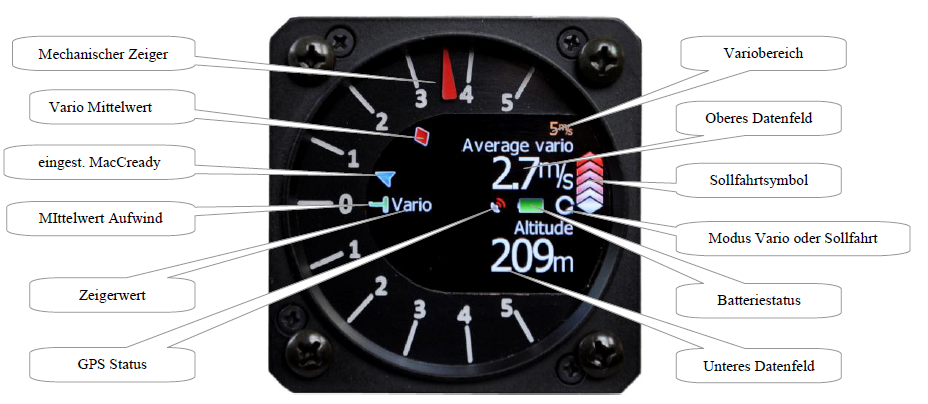 Mechanischer Zeiger
Vario Mittelwert
eingest. MacCready
MIttelwert Aufwind
Zeigerwert
GPS Status
3
4
5
2
1
0
1
2
3
4
5
5m/s
Average vario
2.7m/s
Vario
Altitude
209m
Variobereich
Oberes Datenfeld
Sollfahrtsymbol
Modus Vario oder Sollfahrt
Batteriestatus
Unteres Datenfeld